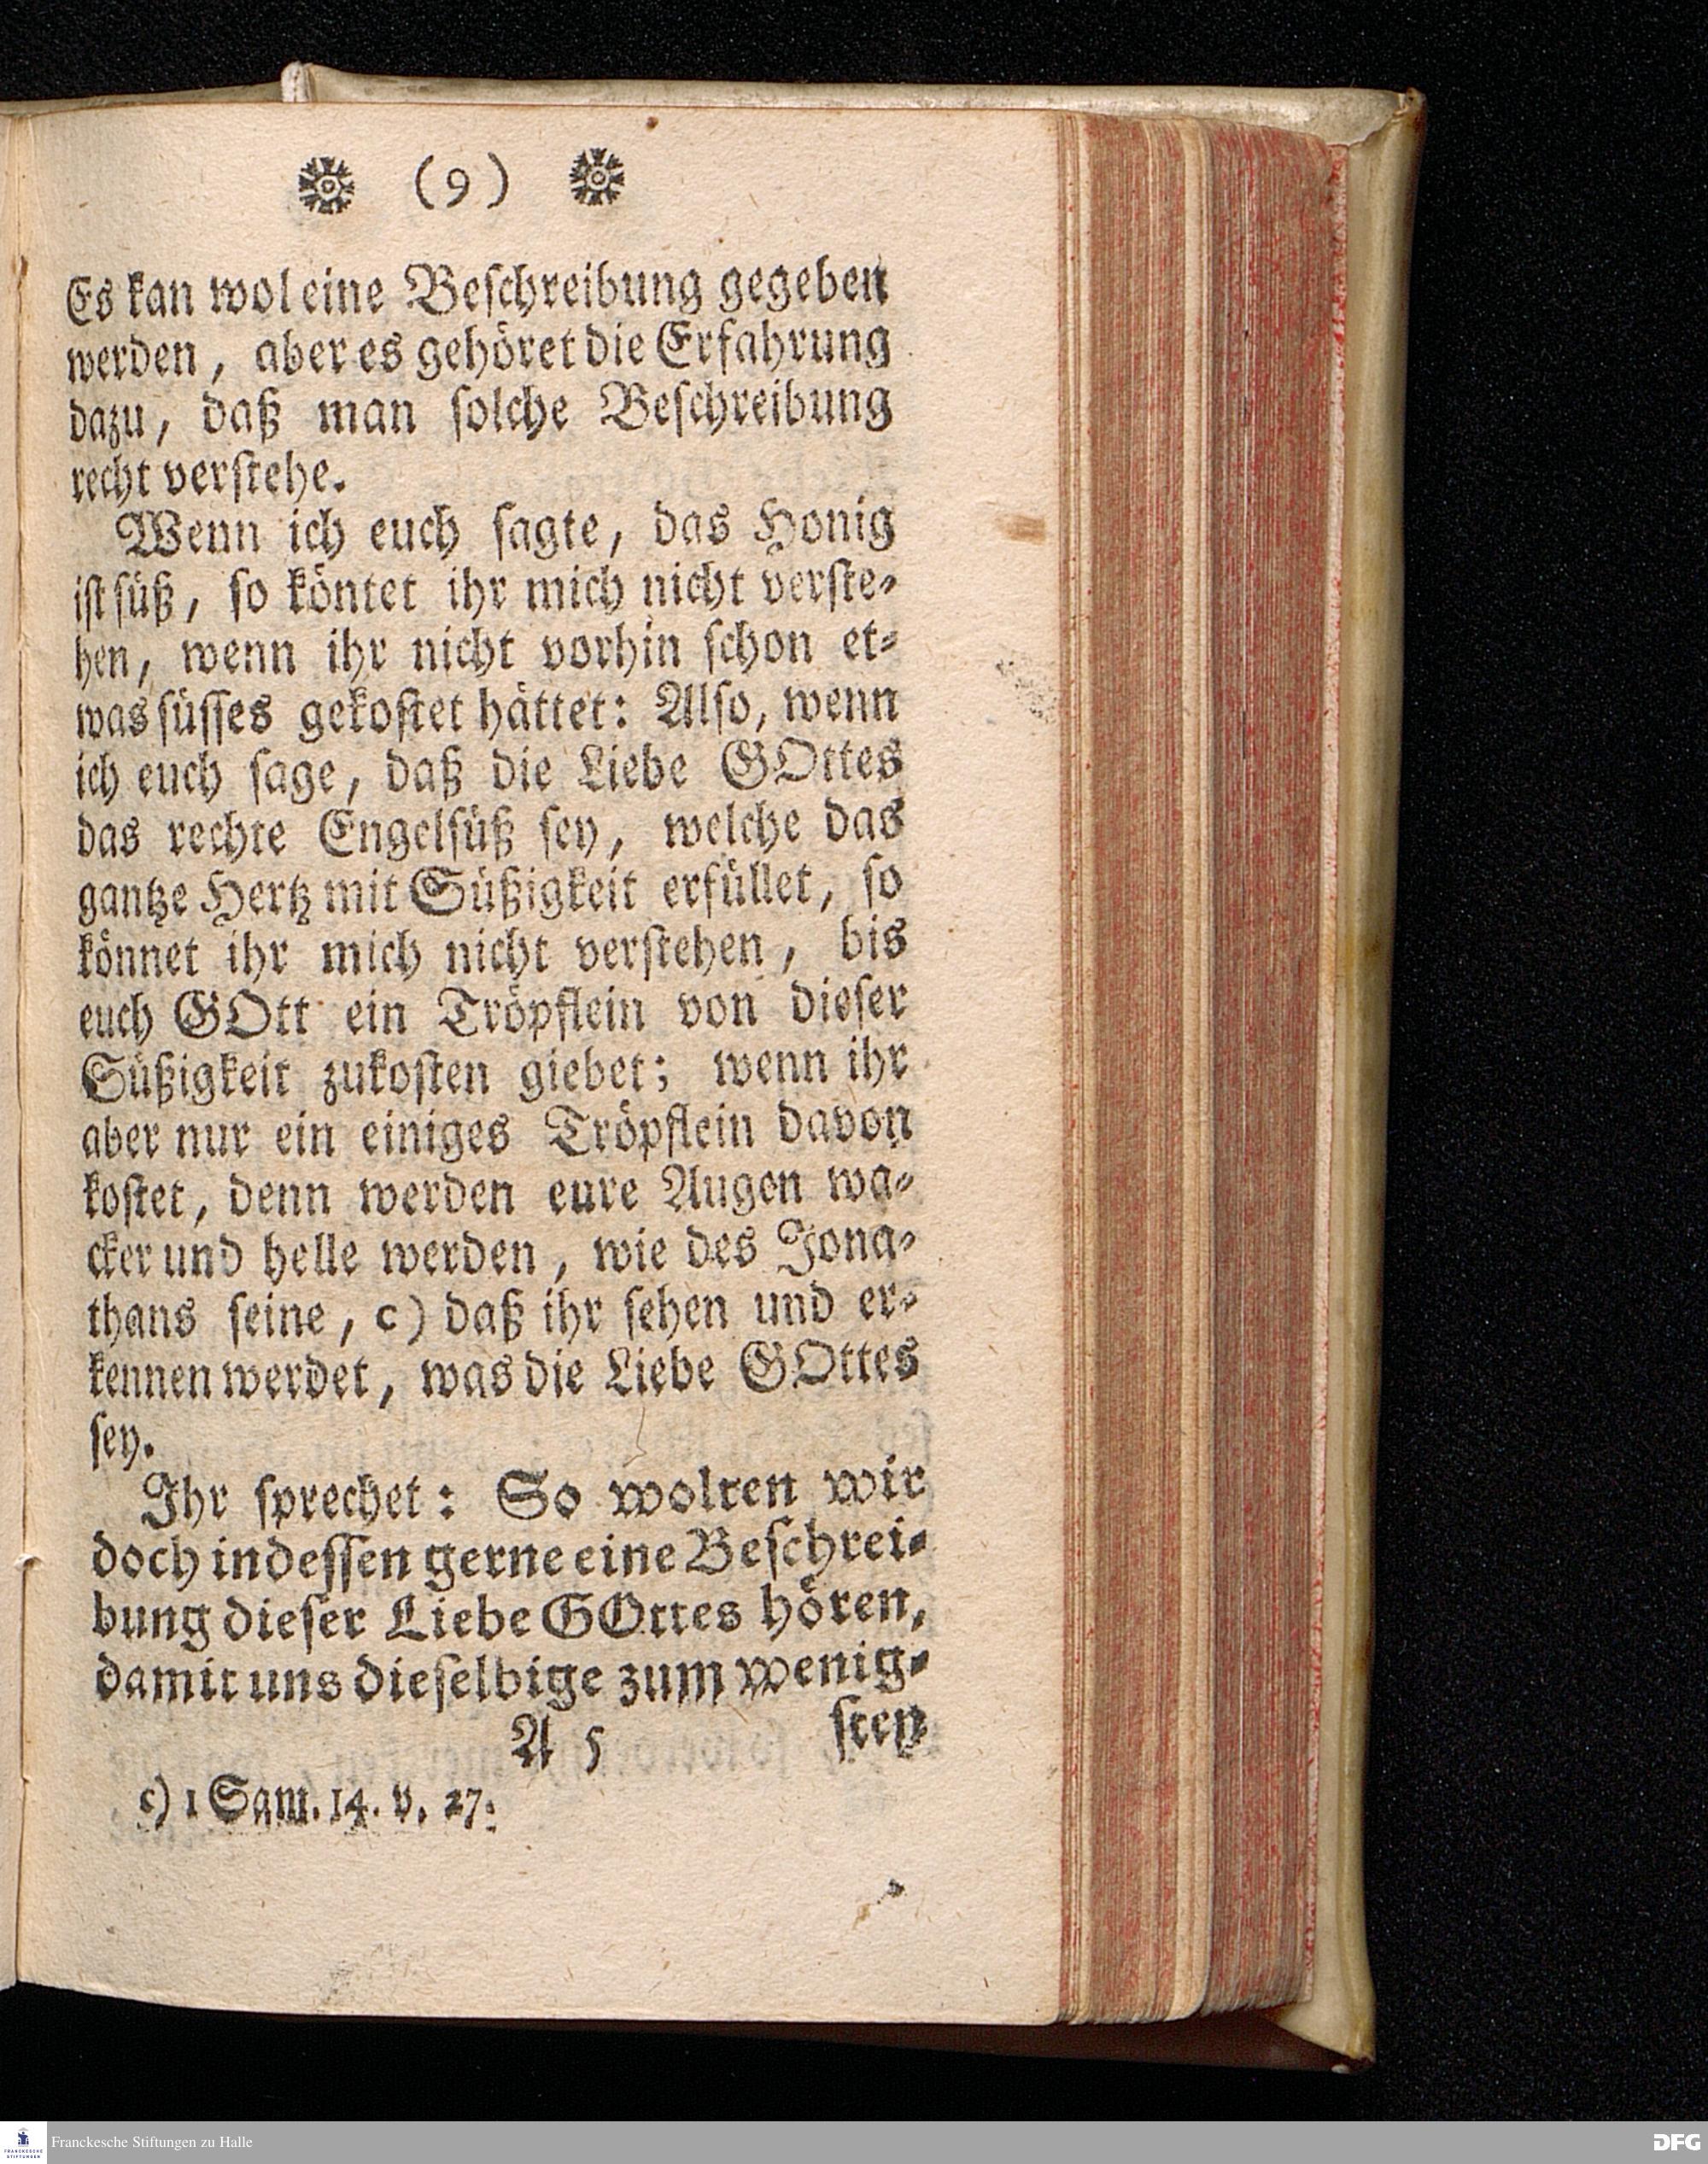 (9)
Es kan wol eine Beschreibung gegeben
werden, aber es gehöret die Erfahrung
dazu, daß man solche Beschreibung
recht verstehe.
Wenn ich euch sagte, das Honig
ist süß, so köntet ihr mich nicht verste-
hen, wenn ihr nicht vorhin schon et-
was süsses gekostet hättet: Also, wenn
ich euch sage, daß die Liebe GOttes
das rechte Engelsüß sey, welche das
gantze Hertz mit Süßigkeit erfüllet, so
könnet ihr mich nicht verstehen, bis
euch GOtt ein Tröpflein von dieser
Süßigkeit zukosten giebet; wenn ihr
aber nur ein einiges Tröpflein davon
kostet, denn werden eure Augen wa-
cker und helle werden, wie des Jona-
thans seine, c) daß ihr sehen und er-
kennen werdet, was die Liebe GOttes
sey.
Ihr sprechet: So wolten wir
doch indessen gerne eine Beschrei-
bung dieser Liebe GOttes hören,
damit uns dieselbige zum wenig-
A 5 sten
c) 1 Sam. 14. v. 27.
FRANCKESCHE
STIFTUNGEN
Franckesche Stiftungen zu Halle
DFG